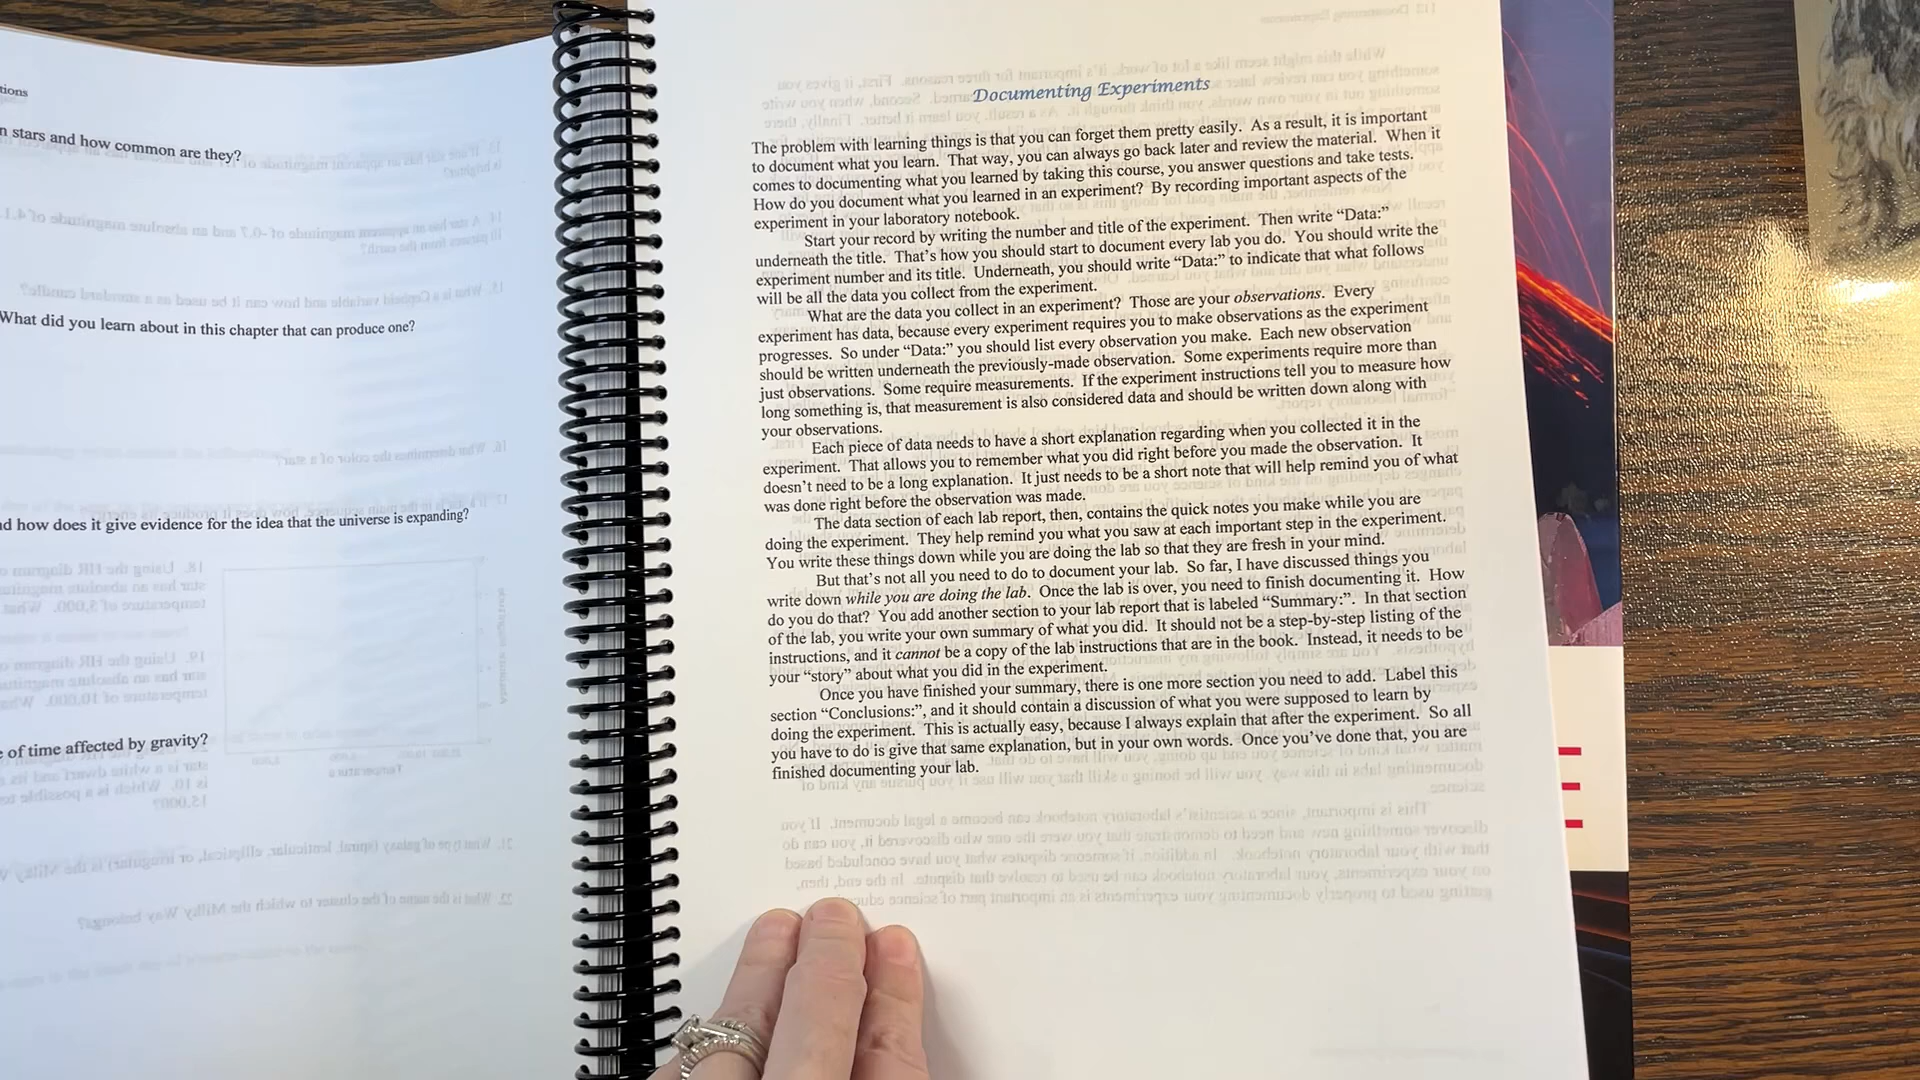 tions
n stars and how common are they?
What did you learn about in this chapter that can produce one?
d how does it give evidence for the idea that the universe is expanding?
of time affected by gravity?
Documenting Experiments
The problem with learning things is that you can forget them pretty easily. As a result, it is important
to document what you learn. That way, you can always go back later and review the material. When it
comes to documenting what you learned by taking this course, you answer questions and take tests.
How do you document what you learned in an experiment? By recording important aspects of the
experiment in your laboratory notebook.
Start your record by writing the number and title of the experiment. Then write “Data:”
underneath the title. That’s how you should start to document every lab you do. You should write the
experiment number and its title. Underneath, you should write “Data:” to indicate that what follows
will be all the data you collect from the experiment.
What are the data you collect in an experiment? Those are your observations. Every
experiment has data, because every experiment requires you to make observations as the experiment
progresses. So under “Data:” you should list every observation you make. Each new observation
should be written underneath the previously-made observation. Some experiments require more than
just observations. Some require measurements. If the experiment instructions tell you to measure how
long something is, that measurement is also considered data and should be written down along with
your observations.
Each piece of data needs to have a short explanation regarding when you collected it in the
experiment. That allows you to remember what you did right before you made the observation. It
doesn’t need to be a long explanation. It just needs to be a short note that will help remind you of what
was done right before the observation was made.
The data section of each lab report, then, contains the quick notes you make while you are
doing the experiment. They help remind you what you saw at each important step in the experiment.
You write these things down while you are doing the lab so that they are fresh in your mind.
But that’s not all you need to do to document your lab. So far, I have discussed things you
write down while you are doing the lab. Once the lab is over, you need to finish documenting it. How
do you do that? You add another section to your lab report that is labeled “Summary:”. In that section
of the lab, you write your own summary of what you did. It should not be a step-by-step listing of the
instructions, and it cannot be a copy of the lab instructions that are in the book. Instead, it needs to be
your “story” about what you did in the experiment.
Once you have finished your summary, there is one more section you need to add. Label this
section “Conclusions:”, and it should contain a discussion of what you were supposed to learn by
doing the experiment. This is actually easy, because I always explain that after the experiment. So all
you have to do is give that same explanation, but in your own words. Once you’ve done that, you are
finished documenting your lab.